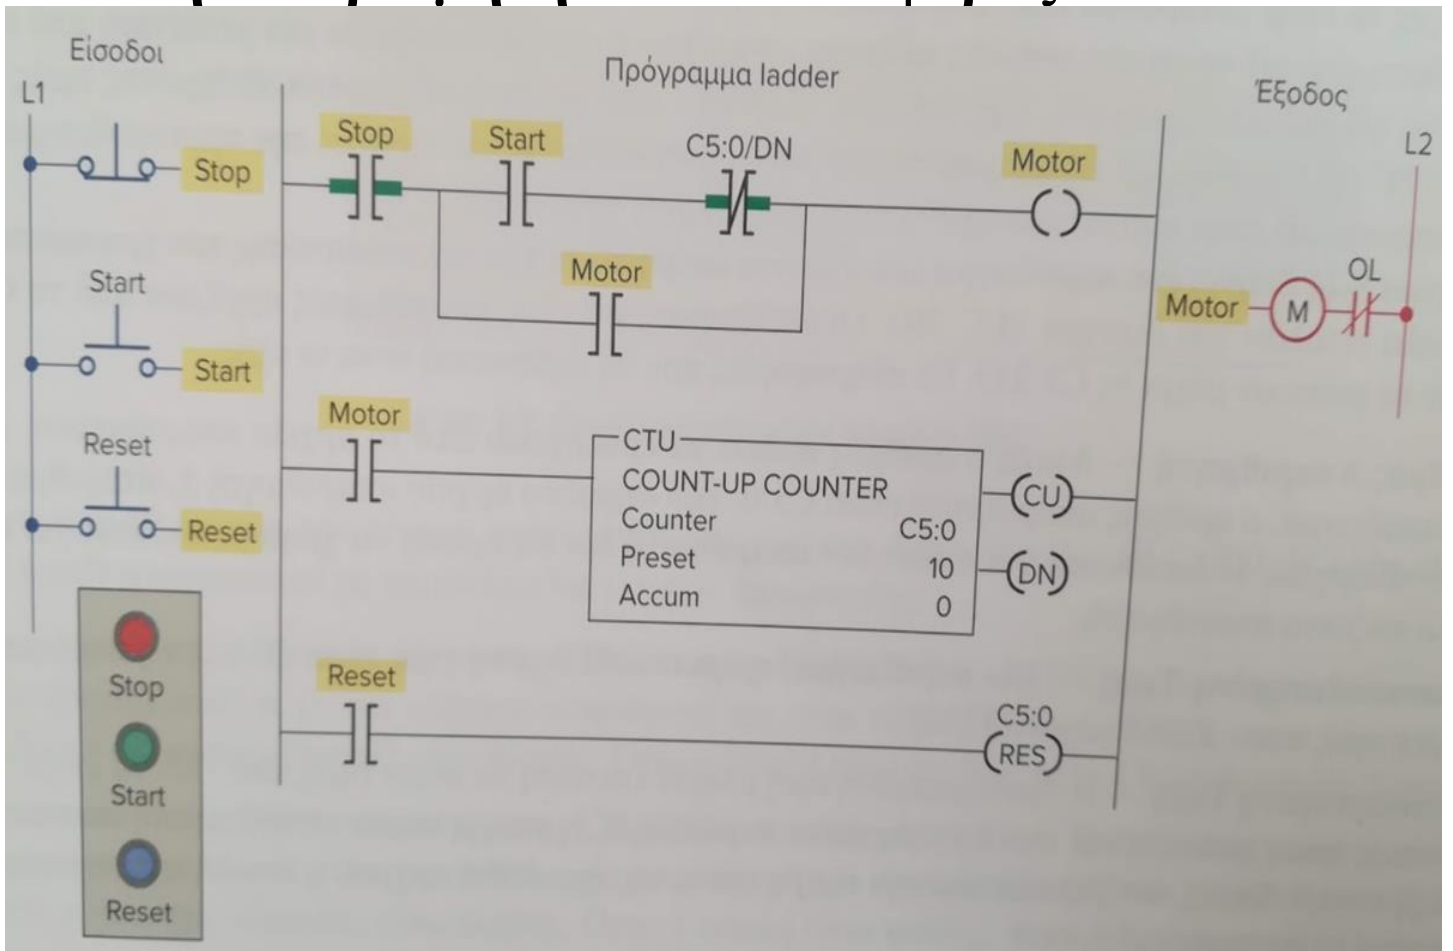 Είσοδοι
Πρόγραμμα ladder
Έξοδος
L1
L2
Stop
Start
C5:0/DN
Motor
Stop
Motor
Start
OL
Motor
M
Start
Motor
Reset
CTU
COUNT-UP COUNTER
CU
Counter C5:0
Reset
Preset 10
DN
Accum 0
Stop
Reset
C5:0
RES
Start
Reset